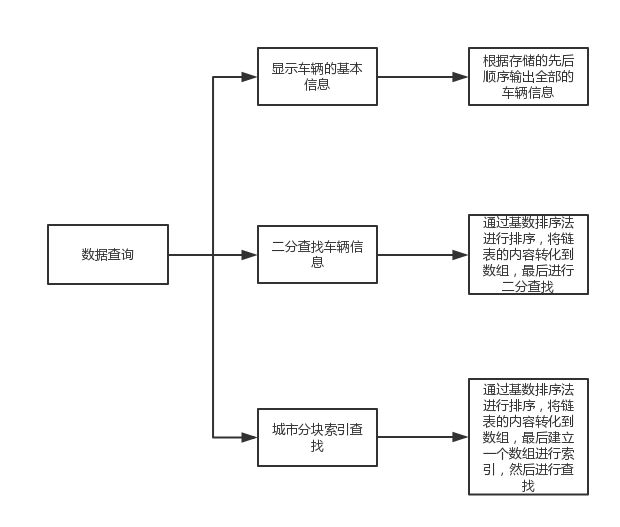 显示车辆的基本
信息
根据存储的先后
顺序输出全部的
车辆信息
数据查询
二分查找车辆信
息
通过基数排序法
进行排序，将链
表的内容转化到
数组，最后进行
二分查找
城市分块索引查
找
通过基数排序法
进行排序，将链
表的内容转化到
数组，最后建立
一个数组进行索
引，然后进行查
找